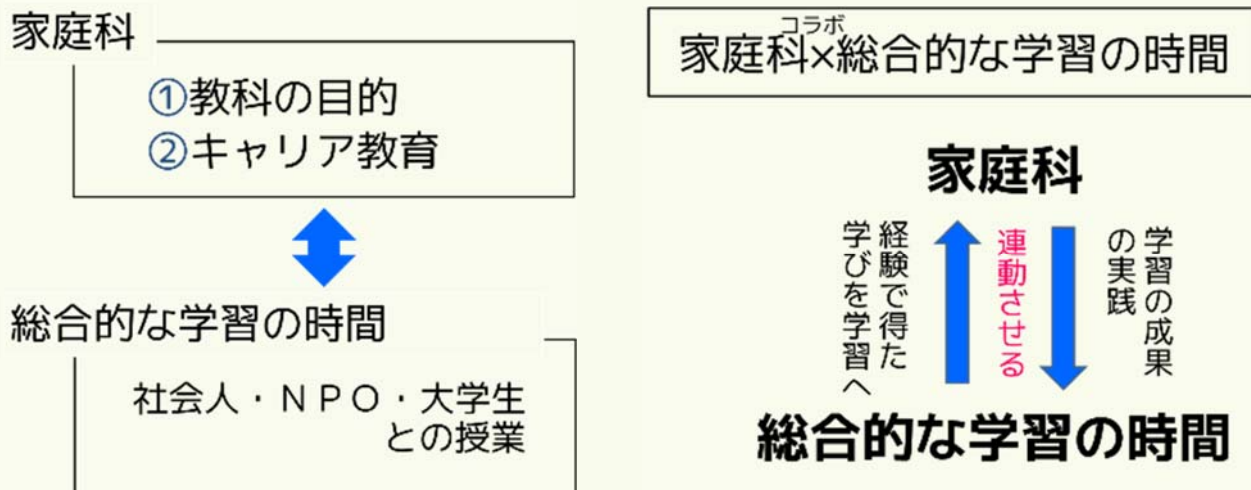 家庭科
①教科の目的
②キャリア教育
総合的な学習の時間
社会人・ＮＰＯ・大学生
との授業
コラボ
家庭科×総合的な学習の時間
家庭科
学習の成果
の実践
連動させる
経験で得た
学びを学習へ
総合的な学習の時間